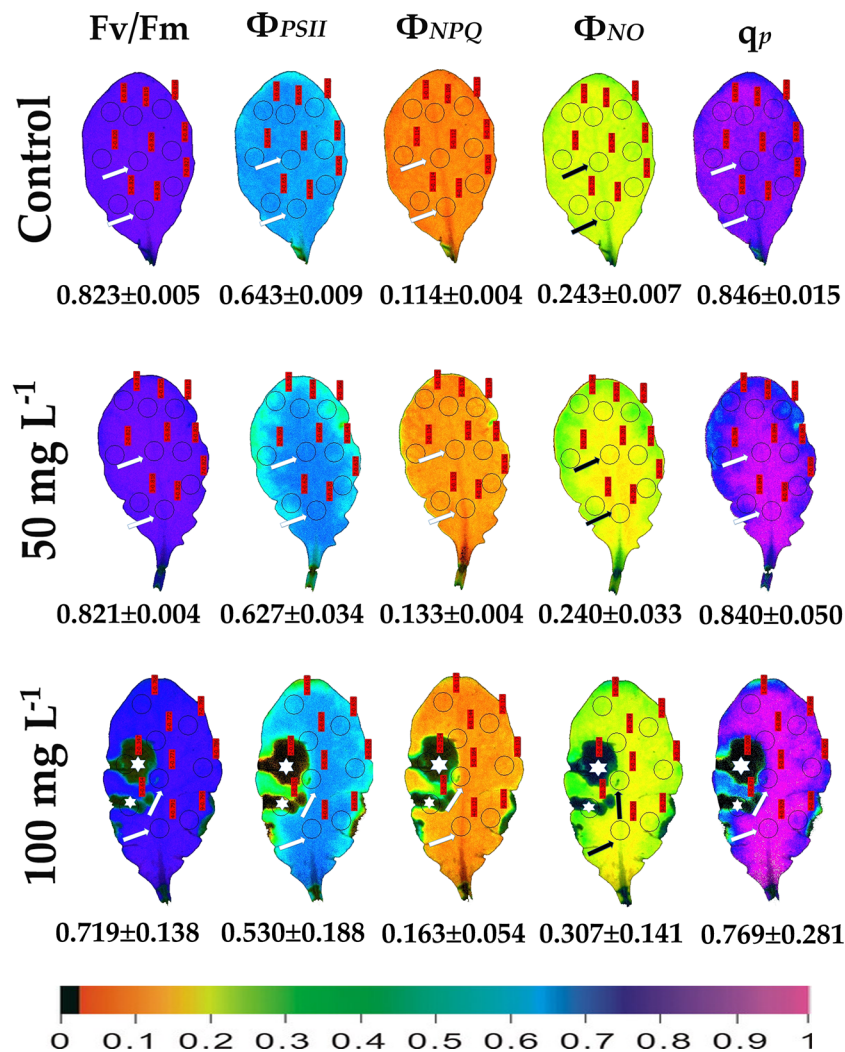 Fv/Fm ΦPSII ΦNPQ ΦNO qp
Control
0.823±0.005 0.643±0.009 0.114±0.004 0.243±0.007 0.846±0.015
50 mg L-1
0.821±0.004 0.627±0.034 0.133±0.004 0.240±0.033 0.840±0.050
100 mg L-1
0.719±0.138 0.530±0.188 0.163±0.054 0.307±0.141 0.769±0.281
0 0.1 0.2 0.3 0.4 0.5 0.6 0.7 0.8 0.9 1